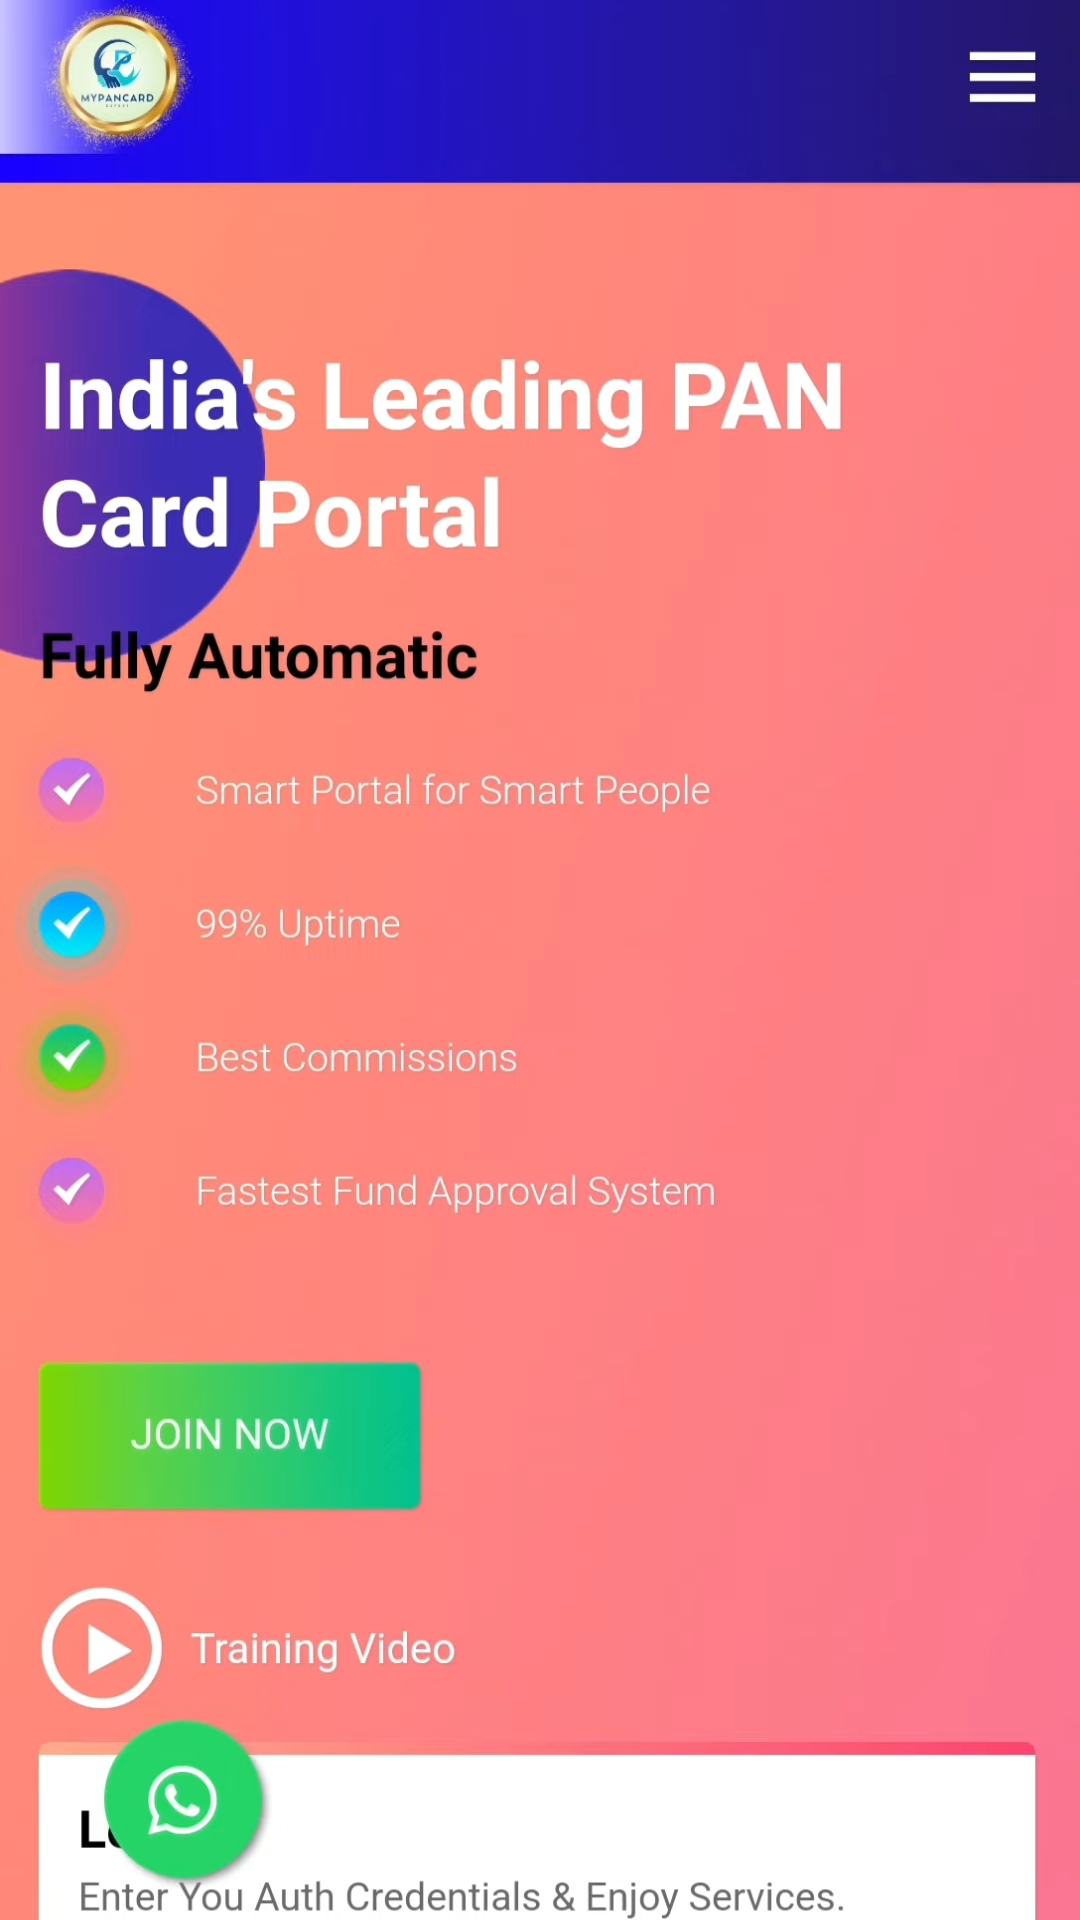 MYPANCARD
India's Leading PAN
Card Portal
Fully Automatic
Smart Portal for Smart People
99% Uptime
Best Commissions
Fastest Fund Approval System
JOIN NOW
Training Video
Enter You Auth Credentials & Enjoy Services.